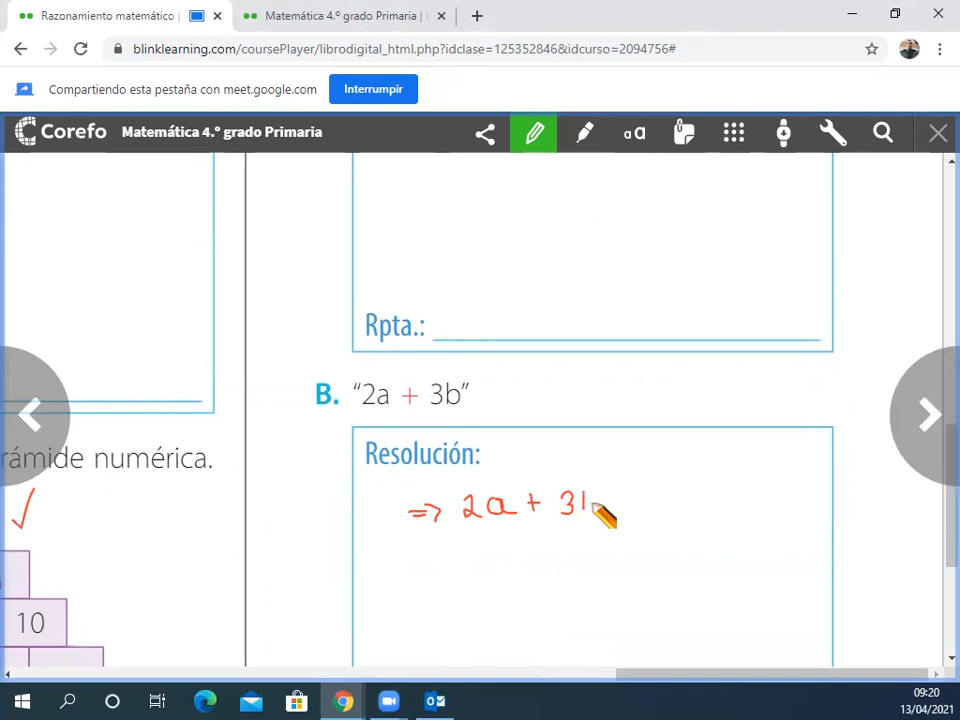 Razonamiento matemático
Matemática 4.º grado Primaria |
blinklearning.com/coursePlayer/librodigital_html.php?idclase=125352846&idcurso=2094756#
Compartiendo esta pestaña con meet.google.com
Interrumpir
Corefo
Matemática 4.º grado Primaria
aa
Rpta.:
B. “2a + 3b”
Resolución:
rámide numérica.
⇒ 2a + 3
10
09:20
13/04/2021